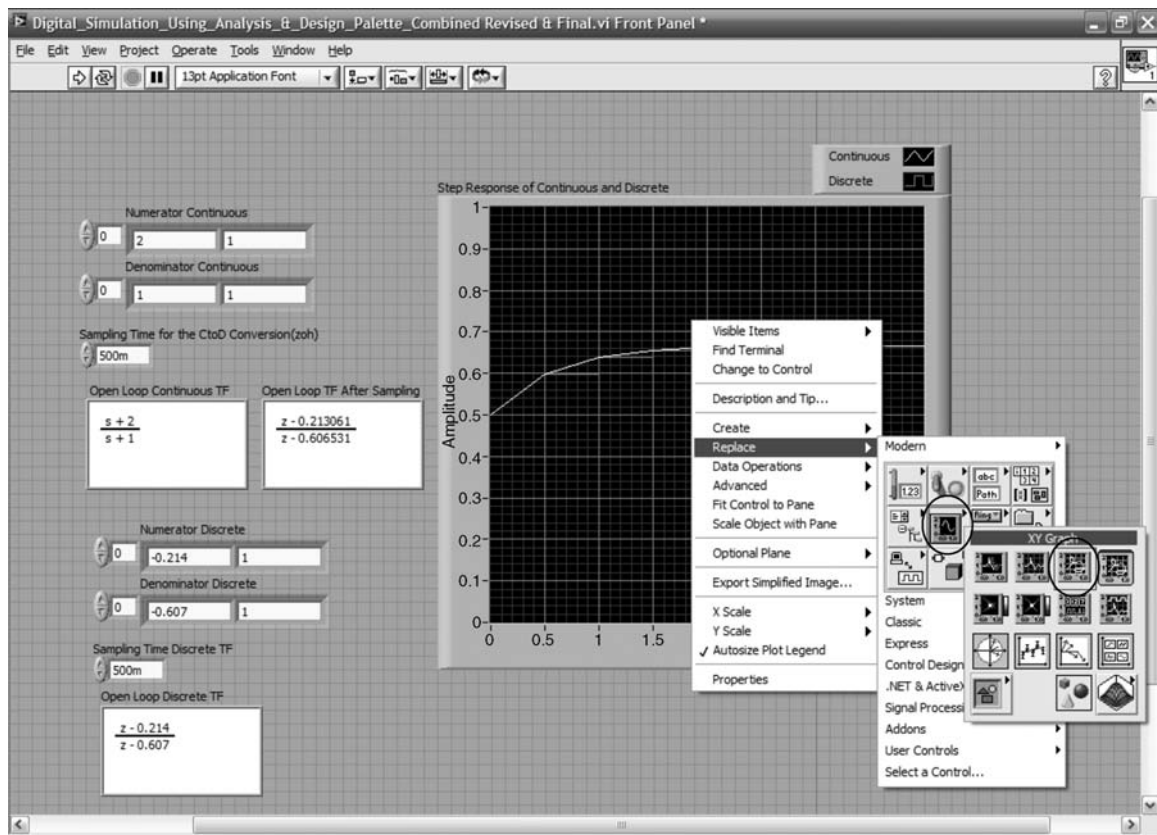 Digital_Simulation_Using_Analysis_&_Design_Palette_Combined Revised & Final.vi Front Panel *
File Edit View Project Operate Tools Window Help
13pt Application Font
1
Continuous
Discrete
Step Response of Continuous and Discrete
Numerator Continuous
0 2 1
Denominator Continuous
0 1 1
Sampling Time for the CtoD Conversion(zoh)
500m
Open Loop Continuous TF
s + 2
s + 1
Open Loop TF After Sampling
z - 0.213061
z - 0.606531
Numerator Discrete
0 -0.214 1
Denominator Discrete
0 -0.607 1
Sampling Time Discrete TF
500m
Open Loop Discrete TF
z - 0.214
z - 0.607
Amplitude
1
0.9
0.8
0.7
0.6
0.5
0.4
0.3
0.2
0.1
0
0 0.5 1 1.5
Visible Items
Find Terminal
Change to Control
Description and Tip...
Create
Replace
Data Operations
Advanced
Fit Control to Pane
Scale Object with Pane
Optional Plane
Export Simplified Image...
X Scale
Y Scale
Autosize Plot Legend
Properties
Modern
1.23
abc
Path
Ring
System
Classic
Express
Control Design
.NET & ActiveX
Signal Processi
Addons
User Controls
Select a Control...
XY Graph